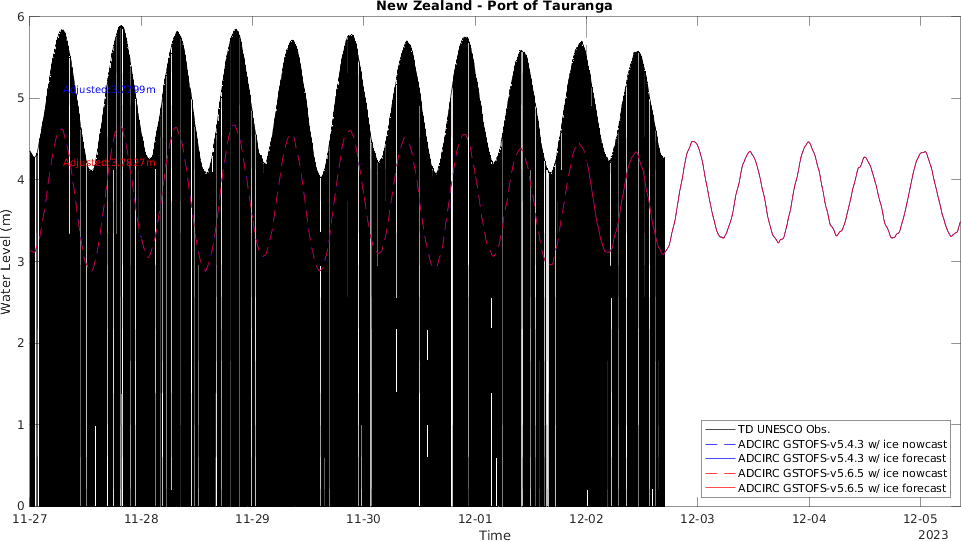 New Zealand - Port of Tauranga
6
5
4
3
2
1
0
Water Level (m)
Adjusted
Adjusted
TD UNESCO Obs.
ADCIRC GSTOFS-v5.4.3 w/ ice nowcast
ADCIRC GSTOFS-v5.4.3 w/ ice forecast
ADCIRC GSTOFS-v5.6.5 w/ ice nowcast
ADCIRC GSTOFS-v5.6.5 w/ ice forecast
11-27 11-28 11-29 11-30 12-01 12-02 12-03 12-04 12-05
Time
2023